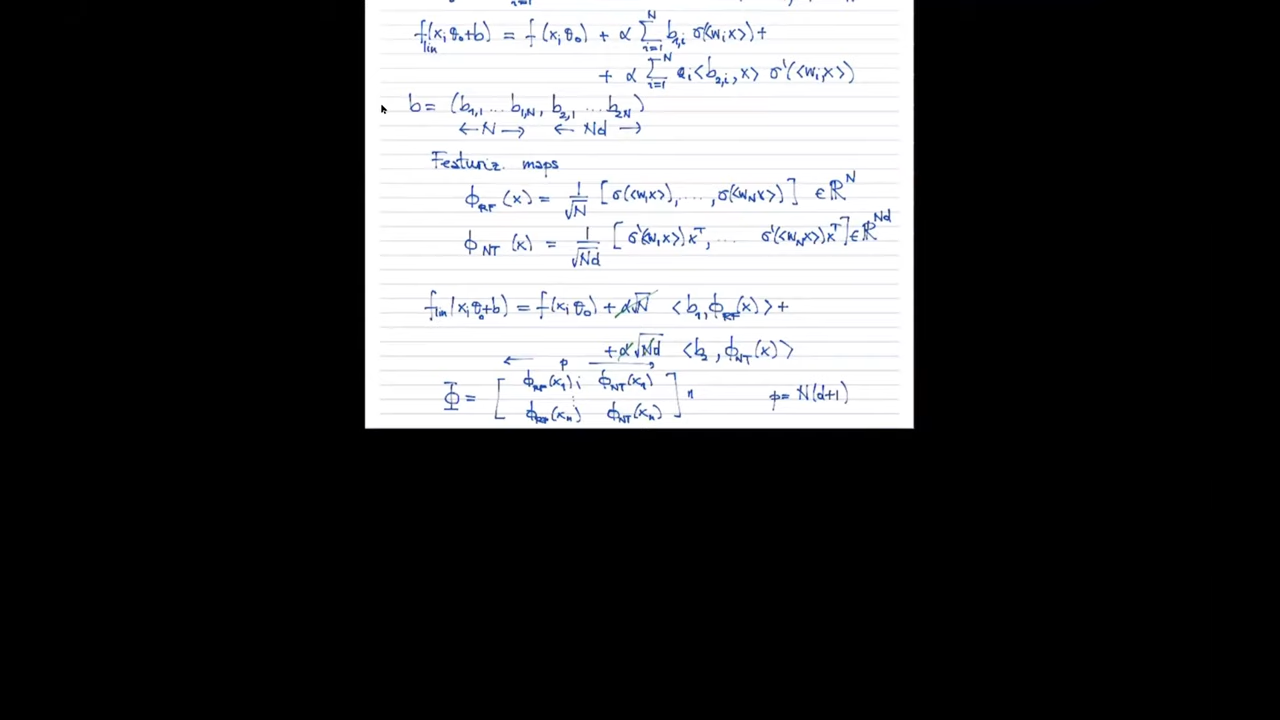 f_lin(x; θ₀+b) = f(x; θ₀) + α Σ_{i=1}^N b_{1,i} σ(<w_i x>) +
+ α Σ_{i=1}^N a_i <b_{2,i}, x> σ'(<w_i x>)
b = (b_{1,1} ... b_{1,N}, b_{2,1} ... b_{2N})
←N→ ← Nd →
Featuriz. maps
ϕ_RF (x) = 1/√N [σ(<w_1 x>), ..., σ(<w_N x>)] ∈ ℝ^N
ϕ_NT (x) = 1/√Nd [σ'(<w_1 x>) x^T, ... σ'(<w_N x>) x^T] ∈ ℝ^{Nd}
f_lin(x; θ₀+b) = f(x; θ₀) + α√N <b_1, ϕ_RF(x)> +
+ α√Nd <b_2, ϕ_NT(x)>
← p →
Φ = [ ϕ_RF(x_1); ϕ_NT(x_1) ] n p = N(d+1)
⋮
ϕ_RF(x_n) ϕ_NT(x_n)